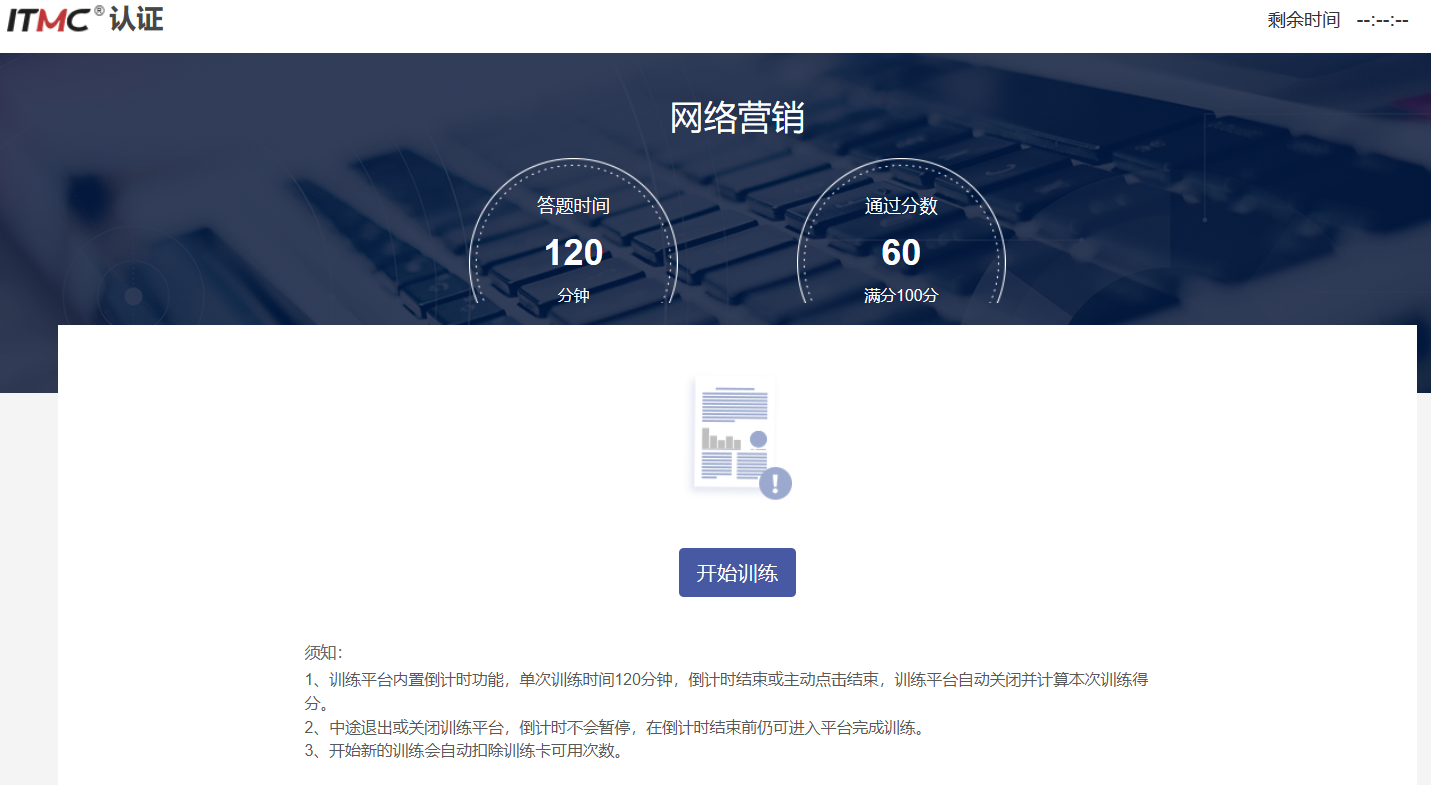 ITMC® 认证
剩余时间 --:--:--
网络营销
答题时间
120
分钟
通过分数
60
满分100分
开始训练
须知：
1、训练平台内置倒计时功能，单次训练时间120分钟，倒计时结束或主动点击结束，训练平台自动关闭并计算本次训练得
分。
2、中途退出或关闭训练平台，倒计时不会暂停，在倒计时结束前仍可进入平台完成训练。
3、开始新的训练会自动扣除训练卡可用次数。